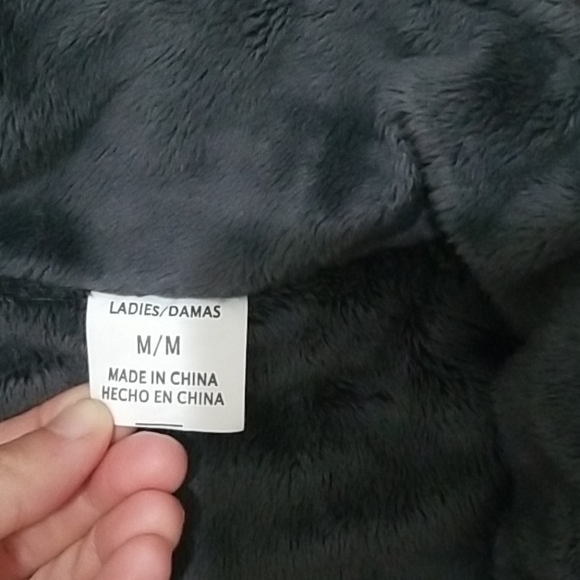 LADIES/DAMAS
M/M
MADE IN CHINA
HECHO EN CHINA